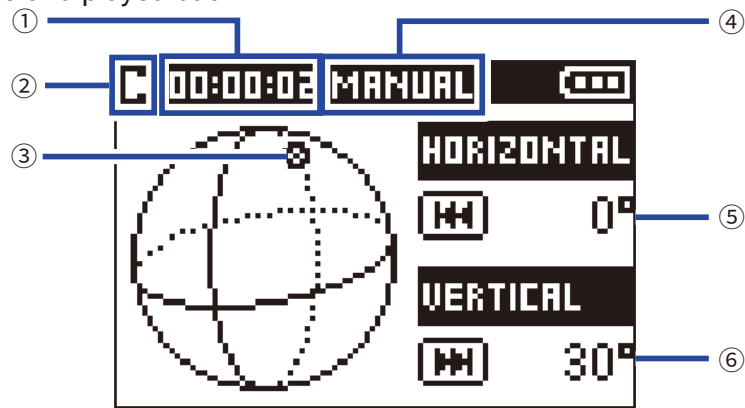 ① ④
② C 00:00:02 MANUAL
③ HORIZONTAL
0° ⑤
VERTICAL
30° ⑥